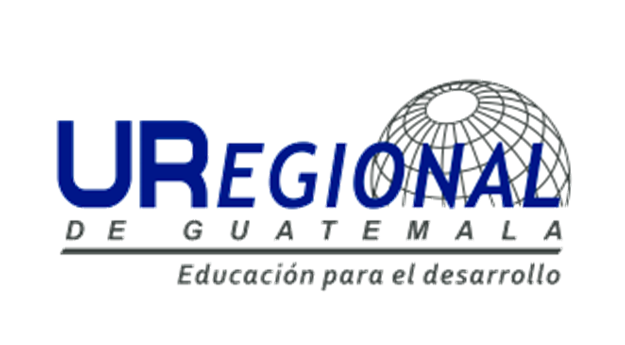 UREGIONAL
DE GUATEMALA
Educación para el desarrollo